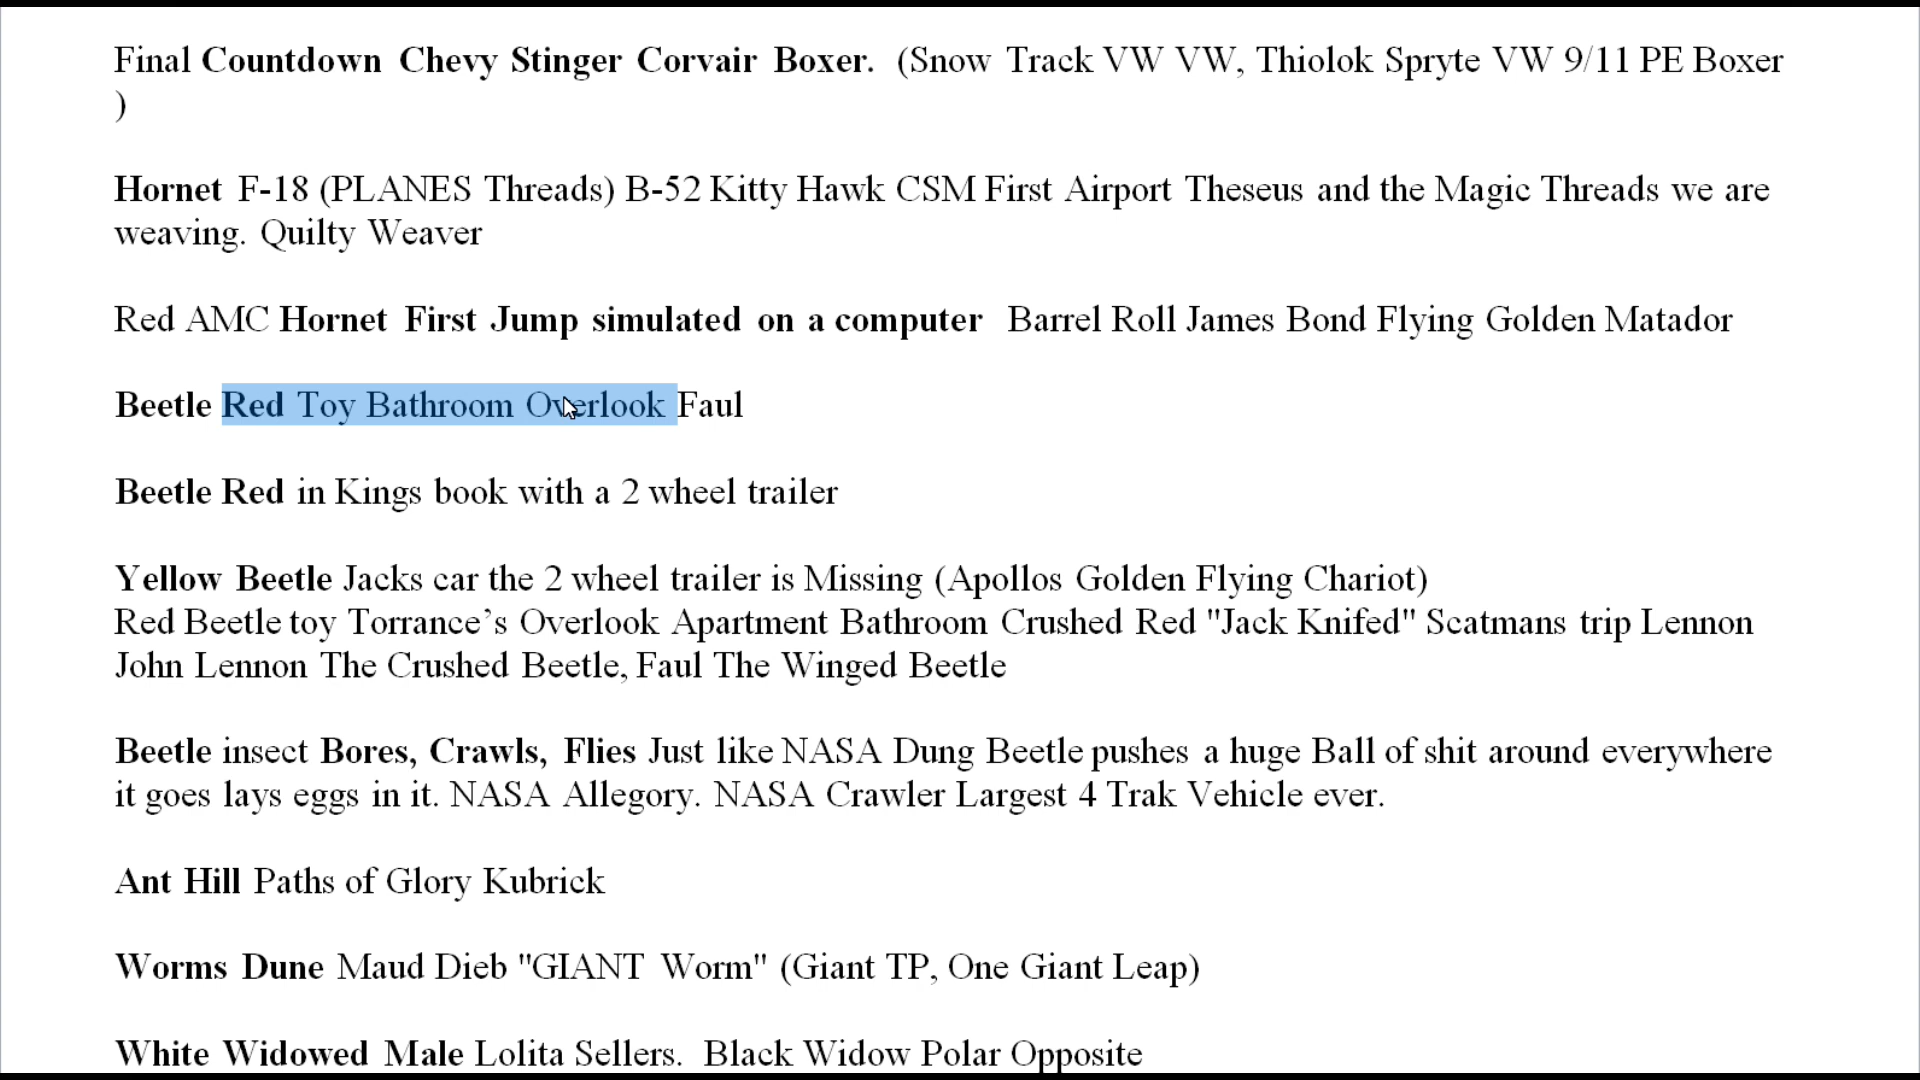 Final Countdown Chevy Stinger Corvair Boxer. (Snow Track VW VW, Thiolok Spryte VW 9/11 PE Boxer
)
Hornet F-18 (PLANES Threads) B-52 Kitty Hawk CSM First Airport Theseus and the Magic Threads we are
weaving. Quilty Weaver
Red AMC Hornet First Jump simulated on a computer Barrel Roll James Bond Flying Golden Matador
Beetle Red Toy Bathroom Overlook Faul
Beetle Red in Kings book with a 2 wheel trailer
Yellow Beetle Jacks car the 2 wheel trailer is Missing (Apollos Golden Flying Chariot)
Red Beetle toy Torrance’s Overlook Apartment Bathroom Crushed Red "Jack Knifed" Scatmans trip Lennon
John Lennon The Crushed Beetle, Faul The Winged Beetle
Beetle insect Bores, Crawls, Flies Just like NASA Dung Beetle pushes a huge Ball of shit around everywhere
it goes lays eggs in it. NASA Allegory. NASA Crawler Largest 4 Trak Vehicle ever.
Ant Hill Paths of Glory Kubrick
Worms Dune Maud Dieb "GIANT Worm" (Giant TP, One Giant Leap)
White Widowed Male Lolita Sellers. Black Widow Polar Opposite